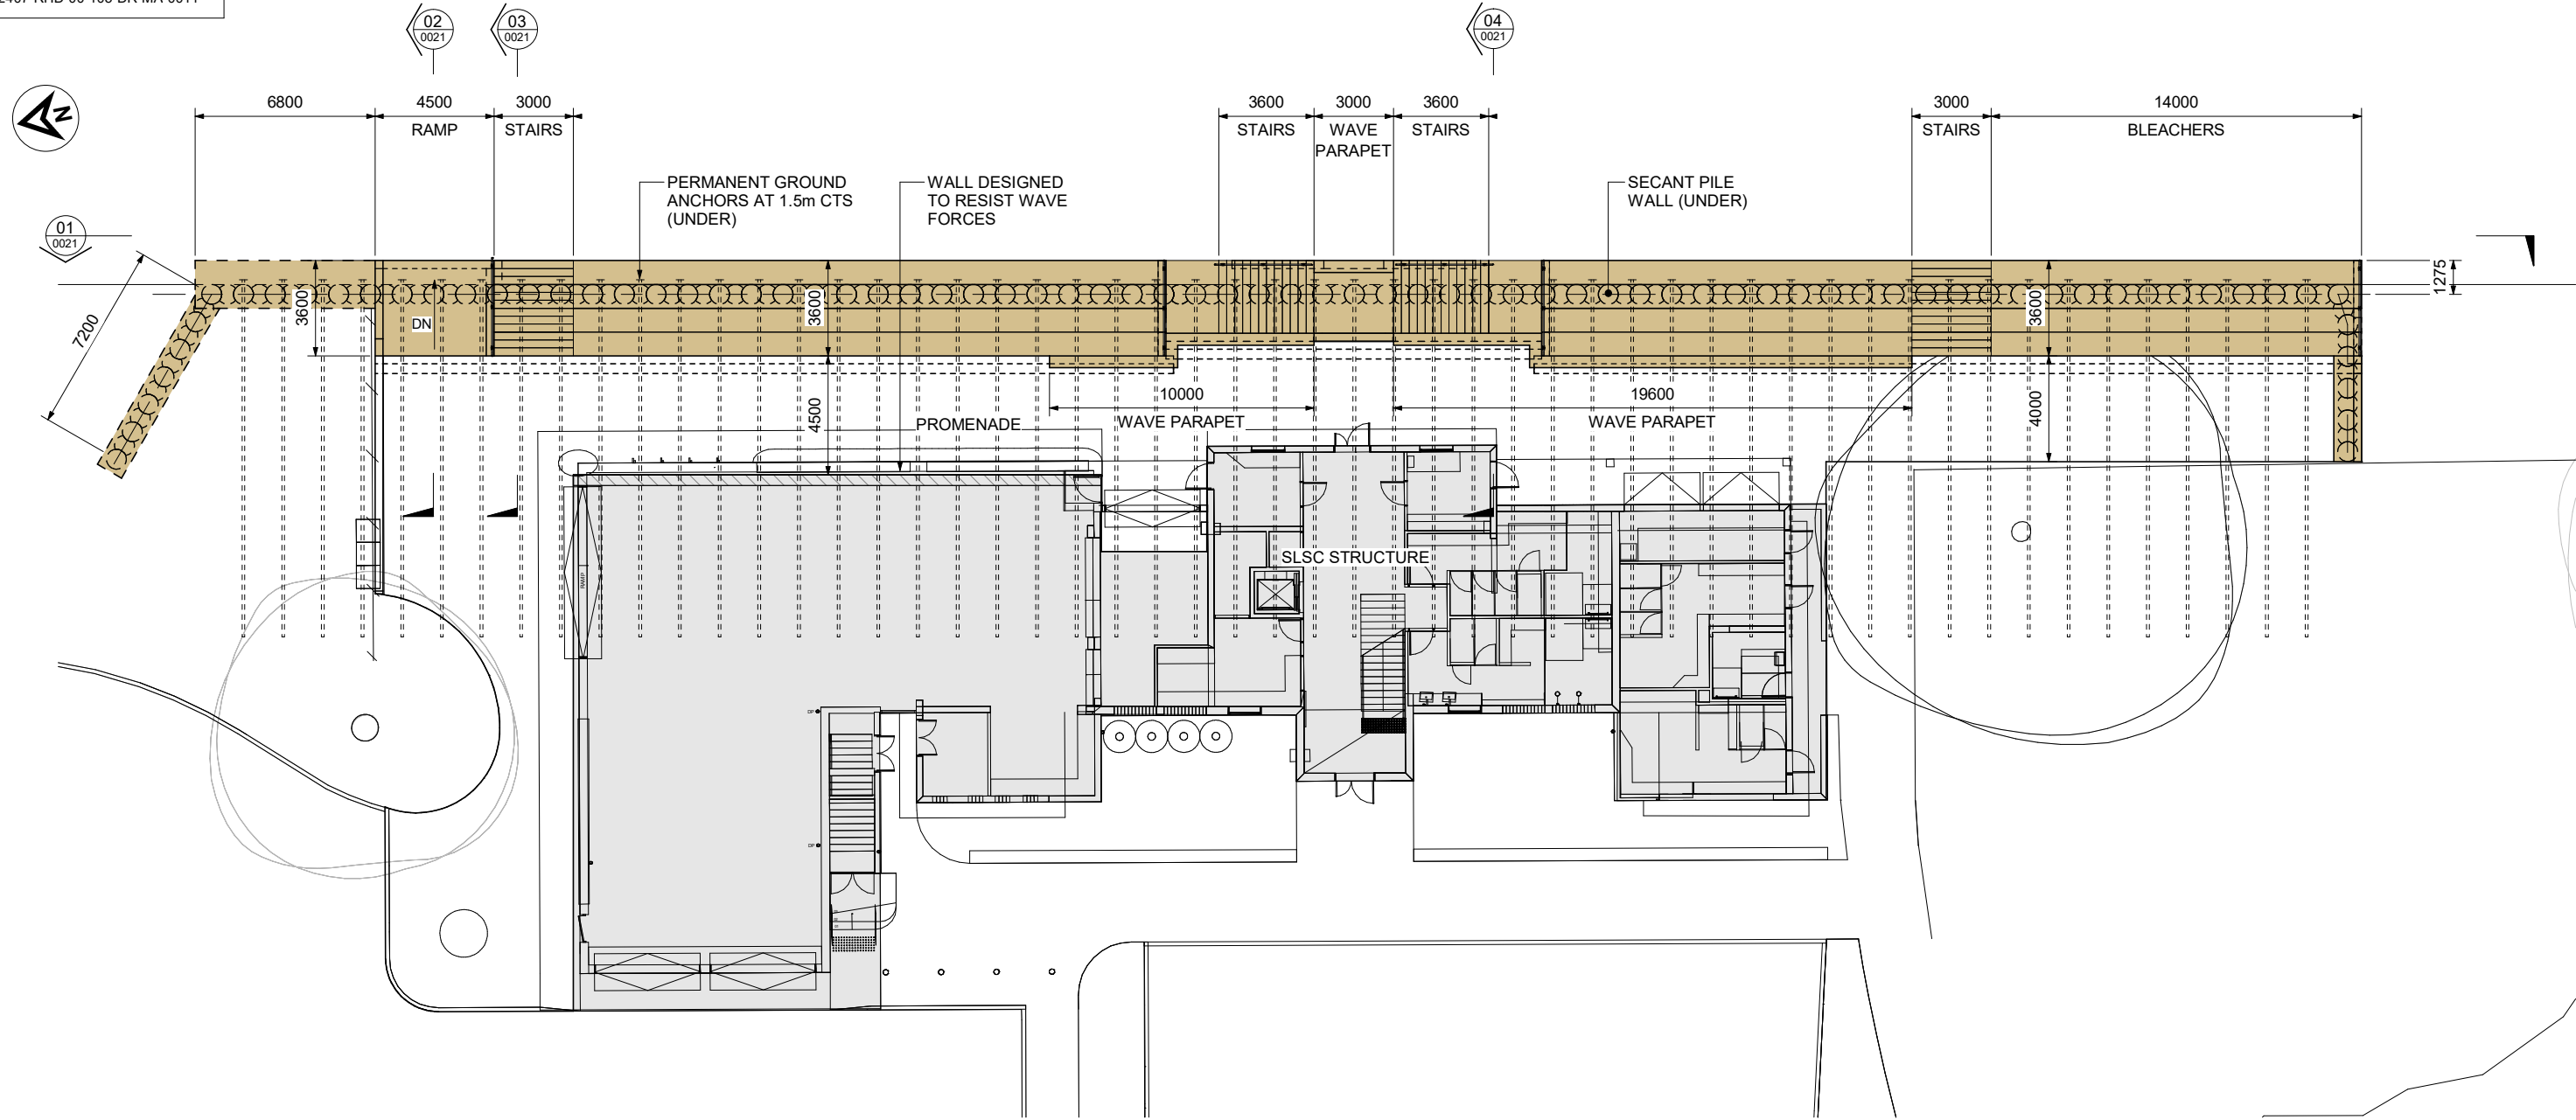 02
0021
03
0021
04
0021
N
6800
4500
3000
3600
3000
3600
3000
14000
RAMP
STAIRS
STAIRS
WAVE
PARAPET
STAIRS
STAIRS
BLEACHERS
PERMANENT GROUND
ANCHORS AT 1.5m CTS
(UNDER)
WALL DESIGNED
TO RESIST WAVE
FORCES
SECANT PILE
WALL (UNDER)
01
0021
7200
3600
DN
3600
3600
1275
10000
WAVE PARAPET
19600
WAVE PARAPET
4500
4000
PROMENADE
SLSC STRUCTURE
RAMP
DP
DP